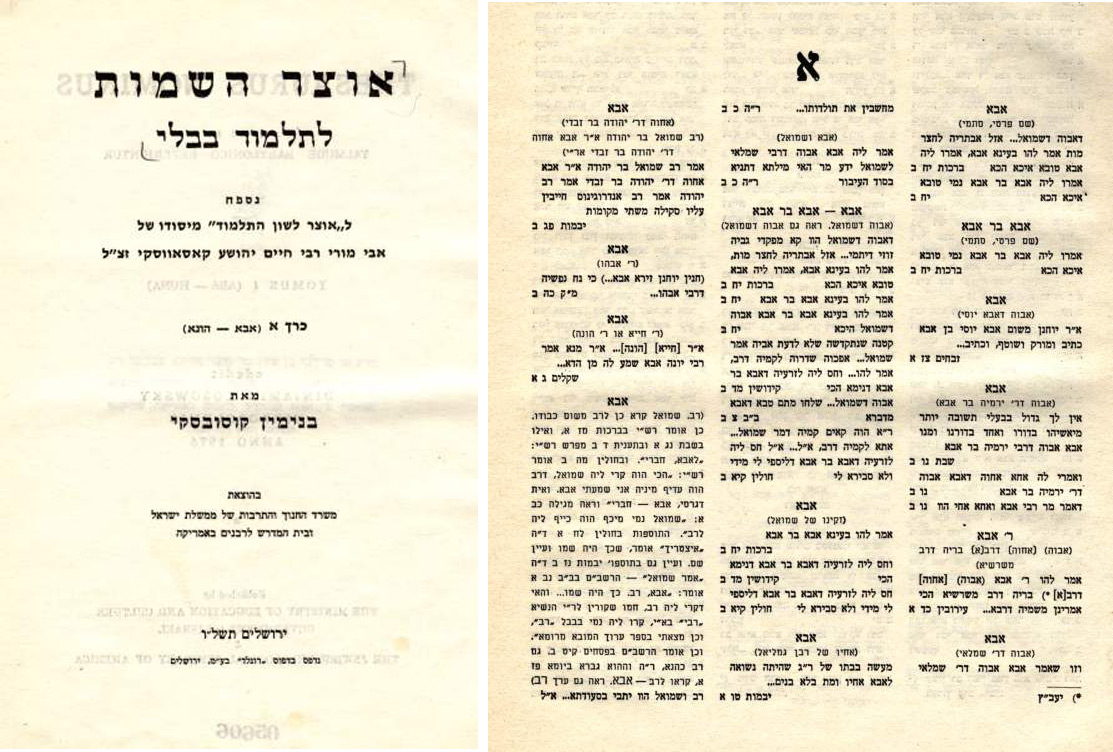 אוצר השמות
לתלמוד בבלי
נספח
ל„אוצר לשון התלמוד" מיסודו של
אבי מורי רבי חיים יהושע קאסאווסקי זצ"ל
כרך א (אבא — הונא)
מאת
בנימין קוסובסקי
בהוצאת
משרד החנוך והתרבות של ממשלת ישראל
ובית המדרש לרבנים באמריקה
ירושלים תשל"ו
נדפס בדפוס „רונלד" בע"מ, ירושלים
05606
א
אבא
(שם פרטי, סתמי)
דאבוה דשמואל... אזל אבתריה לחצר
מות אמר להו בעינא אבא, אמרו ליה
אבא טובא איכא הכא ברכות יח ב
אמרו ליה אבא בר אבא נמי טובא
איכא הכא יח ב
אבא בר אבא
(שם פרטי, סתמי)
אמרו ליה אבא בר אבא נמי טובא
איכא הכא ברכות יח ב
אבא
(אבוה דאבא יוסי)
א"ר יוחנן משום אבא יוסי בן אבא
כתיב ומורק ושוטף, וכתיב...
זבחים צז א
אבא
(אבוה דר' ירמיה בר אבא)
אין לך גדול בבעלי תשובה יותר
מיאשיהו בדורו ואחד בדורנו ומנו
אבא אבוה דרבי ירמיה בר אבא
שבת נו ב
ואמרי לה אחא אחוה דאבא אבוה
דר' ירמיה בר אבא נו ב
דאמר מר רבי אבא ואחא אחי הוו נו ב
ר' אבא
(אבוה) (אחוה) דרב[א] בריה דרב
משרשיא)
אמר להו ר' אבא (אבוה) [אחוה]
דרב[א] *) בריה דרב משרשיא הכי
אמרינן משמיה דרבא... עירובין כד א
אבא
(אבוה דר' שמלאי)
וזו שאמר אבא אבוה דר' שמלאי
*) יעב"ץ
מחשבין את תולדותו... ר"ה כ ב
אבא
(אבא ושמואל)
אמר ליה אבא אבוה דרבי שמלאי
לשמואל ידע מר האי מילתא דתניא
בסוד העיבור ר"ה כ ב
אבא — אבא בר אבא
(אבוה דשמואל. ראה גם אבוה דשמואל)
דאבוה דשמואל הוו קא מפקדי גביה
זוזי דיתמי... אזל אבתריה לחצר מות,
אמר להו בעינא אבא, אמרו ליה אבא
טובא איכא הכא ברכות יח ב
אמר להו בעינא אבא בר אבא יח ב
אמר להו בעינא אבא בר אבא אבוה
דשמואל היכא יח ב
קטנה שנתקדשה שלא לדעת אביה אמר
שמואל... אפכוה שדרוה לקמיה דרב,
אמר להו... וחס ליה לזרעיה דאבא בר
אבא דנימא הכי קידושין מד ב
אבוה דשמואל... שלחו מתם טבא דאבא
מדברא ב"ב צ ב
ר"א הוה קאים קמיה דמר שמואל...
אתא לקמיה דרב, א"ל... א"ל חס ליה
לזרעיה דאבא בר אבא דליספי לי מידי
ולא סבירא לי חולין קיא ב
אבא
(זקינו של שמואל)
אמר להו בעינא אבא בר אבא
ברכות יח ב
וחס ליה לזרעיה דאבא בר אבא דנימא
הכי קידושין מד ב
חס ליה לזרעיה דאבא בר אבא דליספי
לי מידי ולא סבירא לי חולין קיא ב
אבא
(אחיו של רבן גמליאל)
מעשה בבתו של ר"ג שהיתה נשואה
לאבא אחיו ומת בלא בנים...
יבמות טו א
אבא
(אחוה דר' יהודה בר זבדי)
(רב שמואל בר יהודה א"ר אבא אחוה
דר' יהודה בר זבדי אר"י)
אמר רב שמואל בר יהודה א"ר אבא
אחוה דר' יהודה בר זבדי אמר רב
יהודה אמר רב אנדרוגינוס חייבין
עליו סקילה משתי מקומות
יבמות פג ב
אבא
(ר' אבהו)
(חנין יוחנן זירא אבא...) כי נח נפשיה
דרבי אבהו... מ"ק כה ב
אבא
(ר' חייא או ר' הונה)
א"ר [חייא] [הונה]... א"ר מנא אמר
רבי יונה אבא שמע לה מן הדא...
שקלים ג א
אבא
(רב, שמואל קרא כן לרב משום כבודו,
כן אומר רש"י בברכות מז א, ואילו
בשבת נג א ובתענית ד ב מפרש רש"י:
„לאבא, חברי". ובחולין מה ב אומר
רש"י: „הכי הוה קרי ליה שמואל, דרב
הוה עדיף מיניה אני שמעתי אבא. ואית
דגרסי, אבא — חברי" וראה מגילה כב
א: „שמואל נמי מיכף הוה כייף ליה
לרב". התוספות בחולין לח א ד"ה
„איצטריך" אומר, שכך היה שמו ועיין
שם. ועיין גם בתוספו' יבמות נז ב ד"ה
„אמר שמואל" — הרשב"ם בב"ב נב א
אומר: „אבא, רב. כך היה שמו... והאי
דקרי ליה רב, חמו שקורין לר"י הנשיא
„רבי" בא"י, קרו ליה נמי בבבל „רב",
וכן מצאתי בספר ערוך המובא מרומא".
וכן אומר הרשב"ם בפסחים קיט ב. גם
רב כהנא, ר"ה וההוא גברא ביומא פז
א, קראו לרב — אבא. ראה גם ערך רב)
רב ושמואל הוו יתבי בסעודתא... א"ל